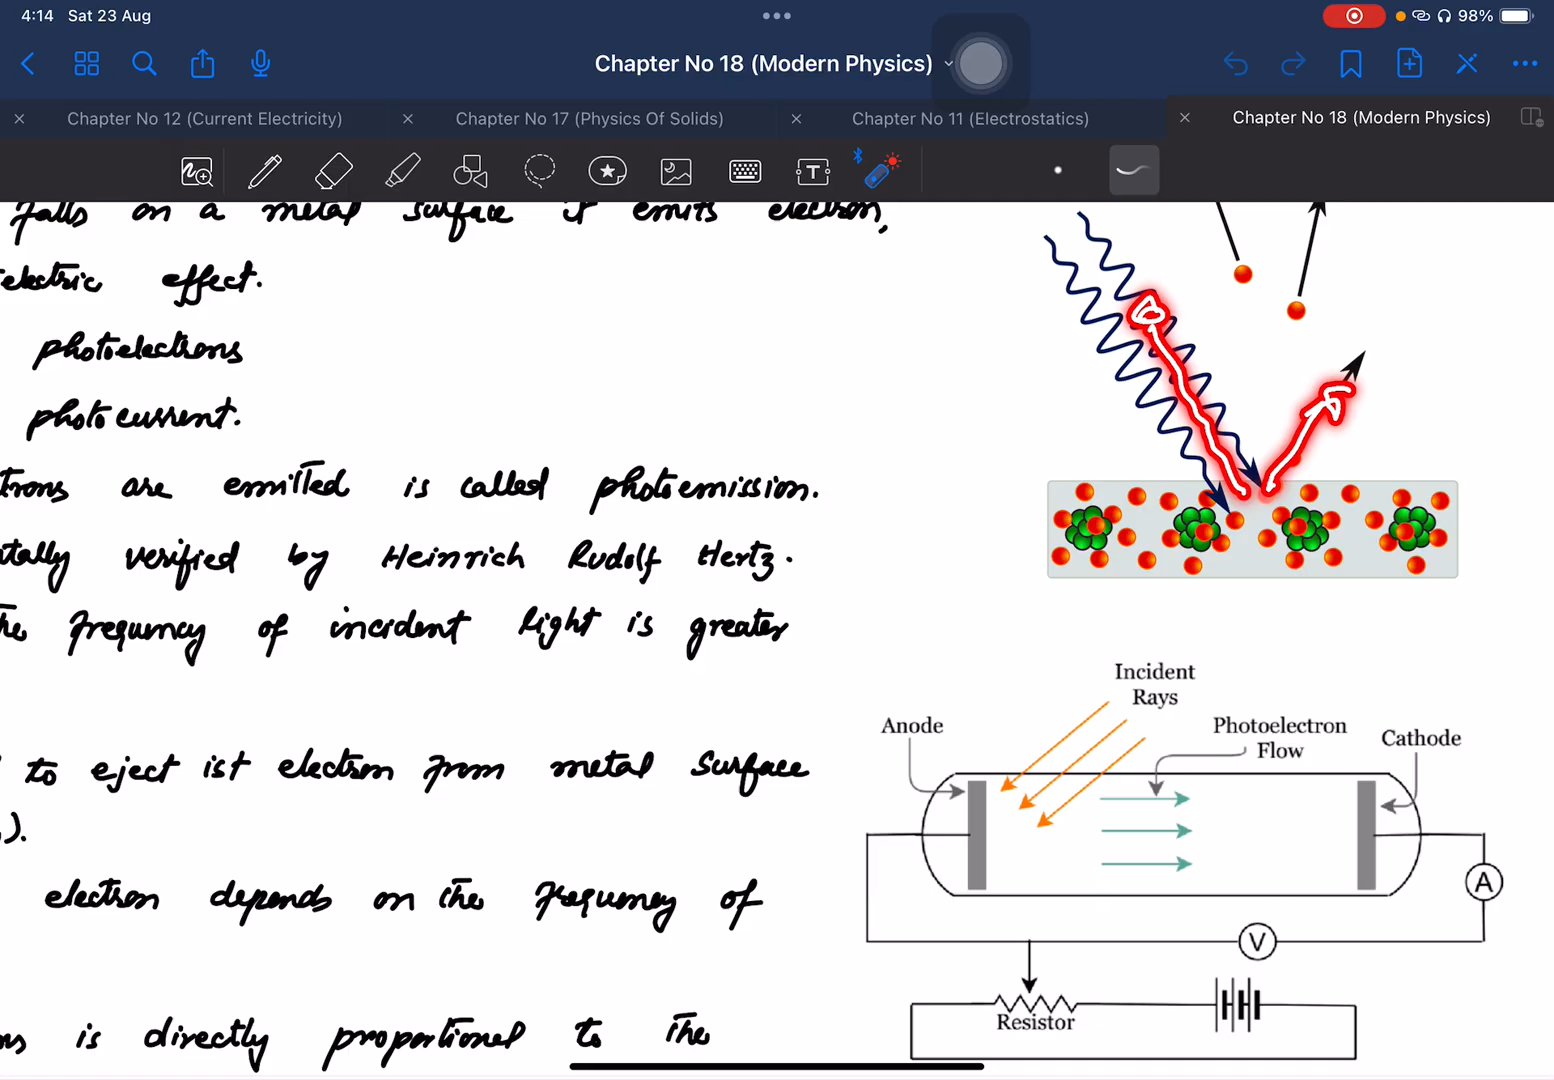 4:14 Sat 23 Aug
98%
Chapter No 18 (Modern Physics)
Chapter No 12 (Current Electricity)
Chapter No 17 (Physics Of Solids)
Chapter No 11 (Electrostatics)
Chapter No 18 (Modern Physics)
falls on a metal surface it emits electron,
electric effect.
photoelectrons
photocurrent.
trons are emitted is called photoemission.
tally verified by Heinrich Rudolf Hertz.
the frequency of incident light is greater
to eject ist electron from metal surface
).
electron depends on the frequency of
ns is directly proportional to the
Incident
Rays
Anode
Photoelectron
Flow
Cathode
A
V
Resistor